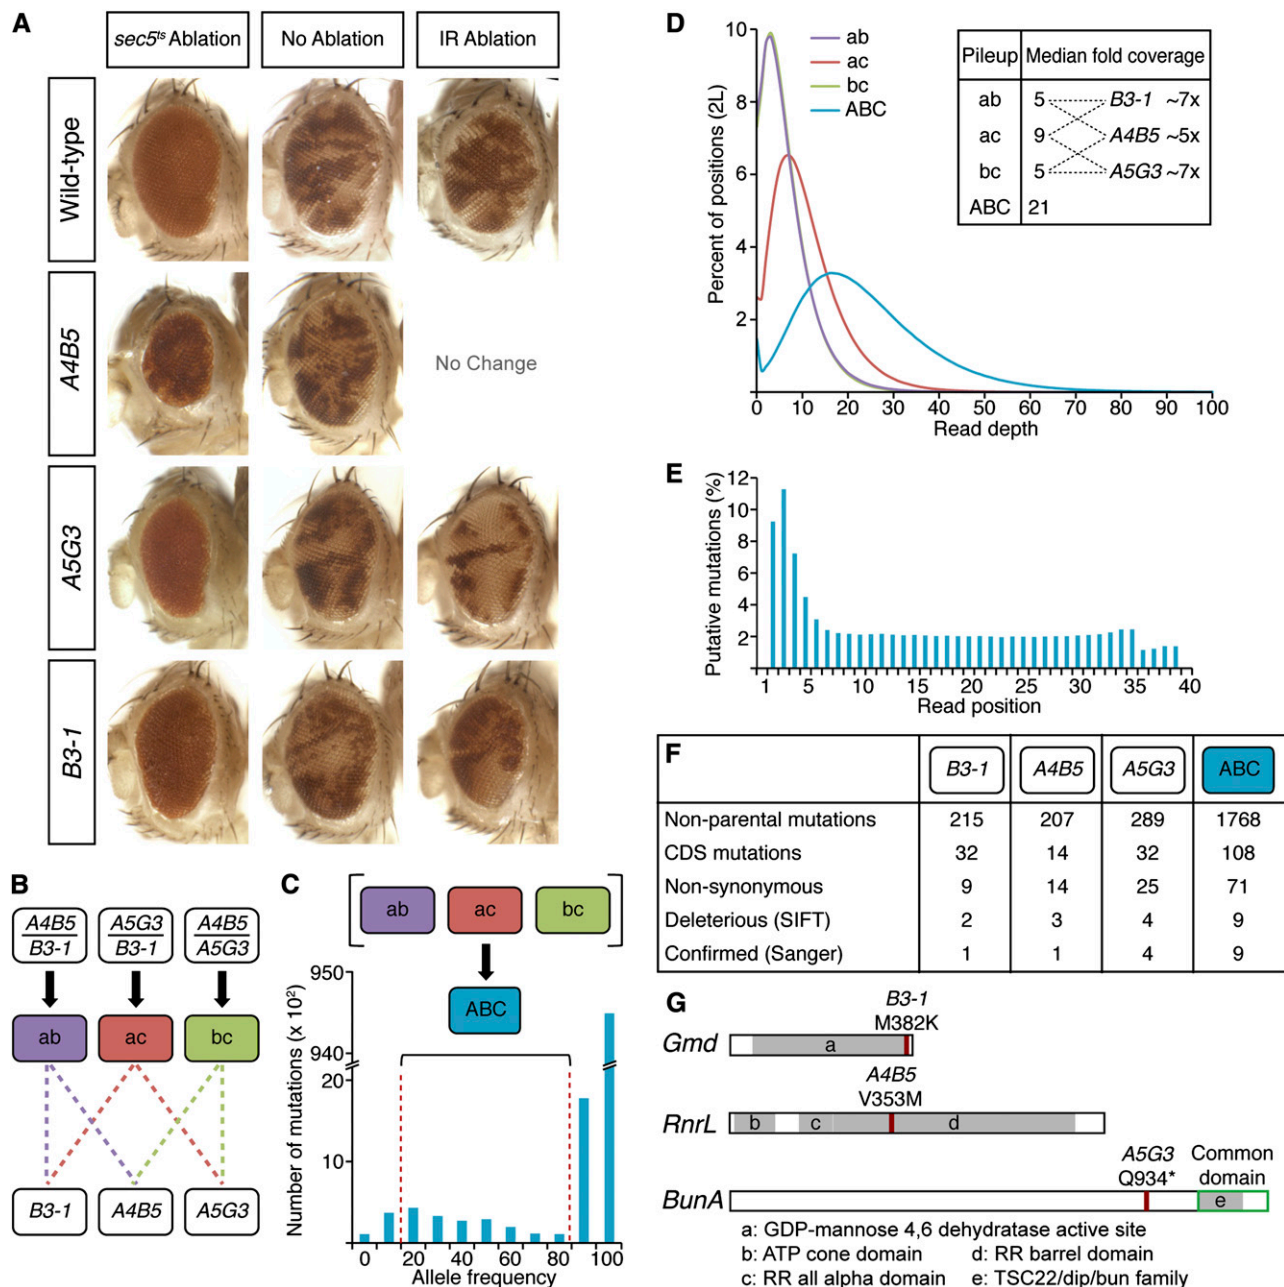 A
sec5ts Ablation
No Ablation
IR Ablation
Wild-type
A4B5
No Change
A5G3
B3-1
B
A4B5
B3-1
A5G3
B3-1
A4B5
A5G3
ab
ac
bc
B3-1
A4B5
A5G3
C
ab
ac
bc
ABC
Number of mutations (x 10²)
950
940
20
10
0
20
40
60
80
100
Allele frequency
D
Percent of positions (2L)
10
8
6
4
2
ab
ac
bc
ABC
0 10 20 30 40 50 60 70 80 90 100
Read depth
Pileup Median fold coverage
ab 5 B3-1 ~7x
ac 9 A4B5 ~5x
bc 5 A5G3 ~7x
ABC 21
E
Putative mutations (%)
12
10
8
6
4
2
1 5 10 15 20 25 30 35 40
Read position
F B3-1 A4B5 A5G3 ABC
Non-parental mutations 215 207 289 1768
CDS mutations 32 14 32 108
Non-synonymous 9 14 25 71
Deleterious (SIFT) 2 3 4 9
Confirmed (Sanger) 1 1 4 9
G
B3-1
M382K
Gmd
a
A4B5
V353M
RnrL
b
c
d
A5G3
Q934*
Common
domain
BunA
e
a: GDP-mannose 4,6 dehydratase active site
b: ATP cone domain d: RR barrel domain
c: RR all alpha domain e: TSC22/dip/bun family